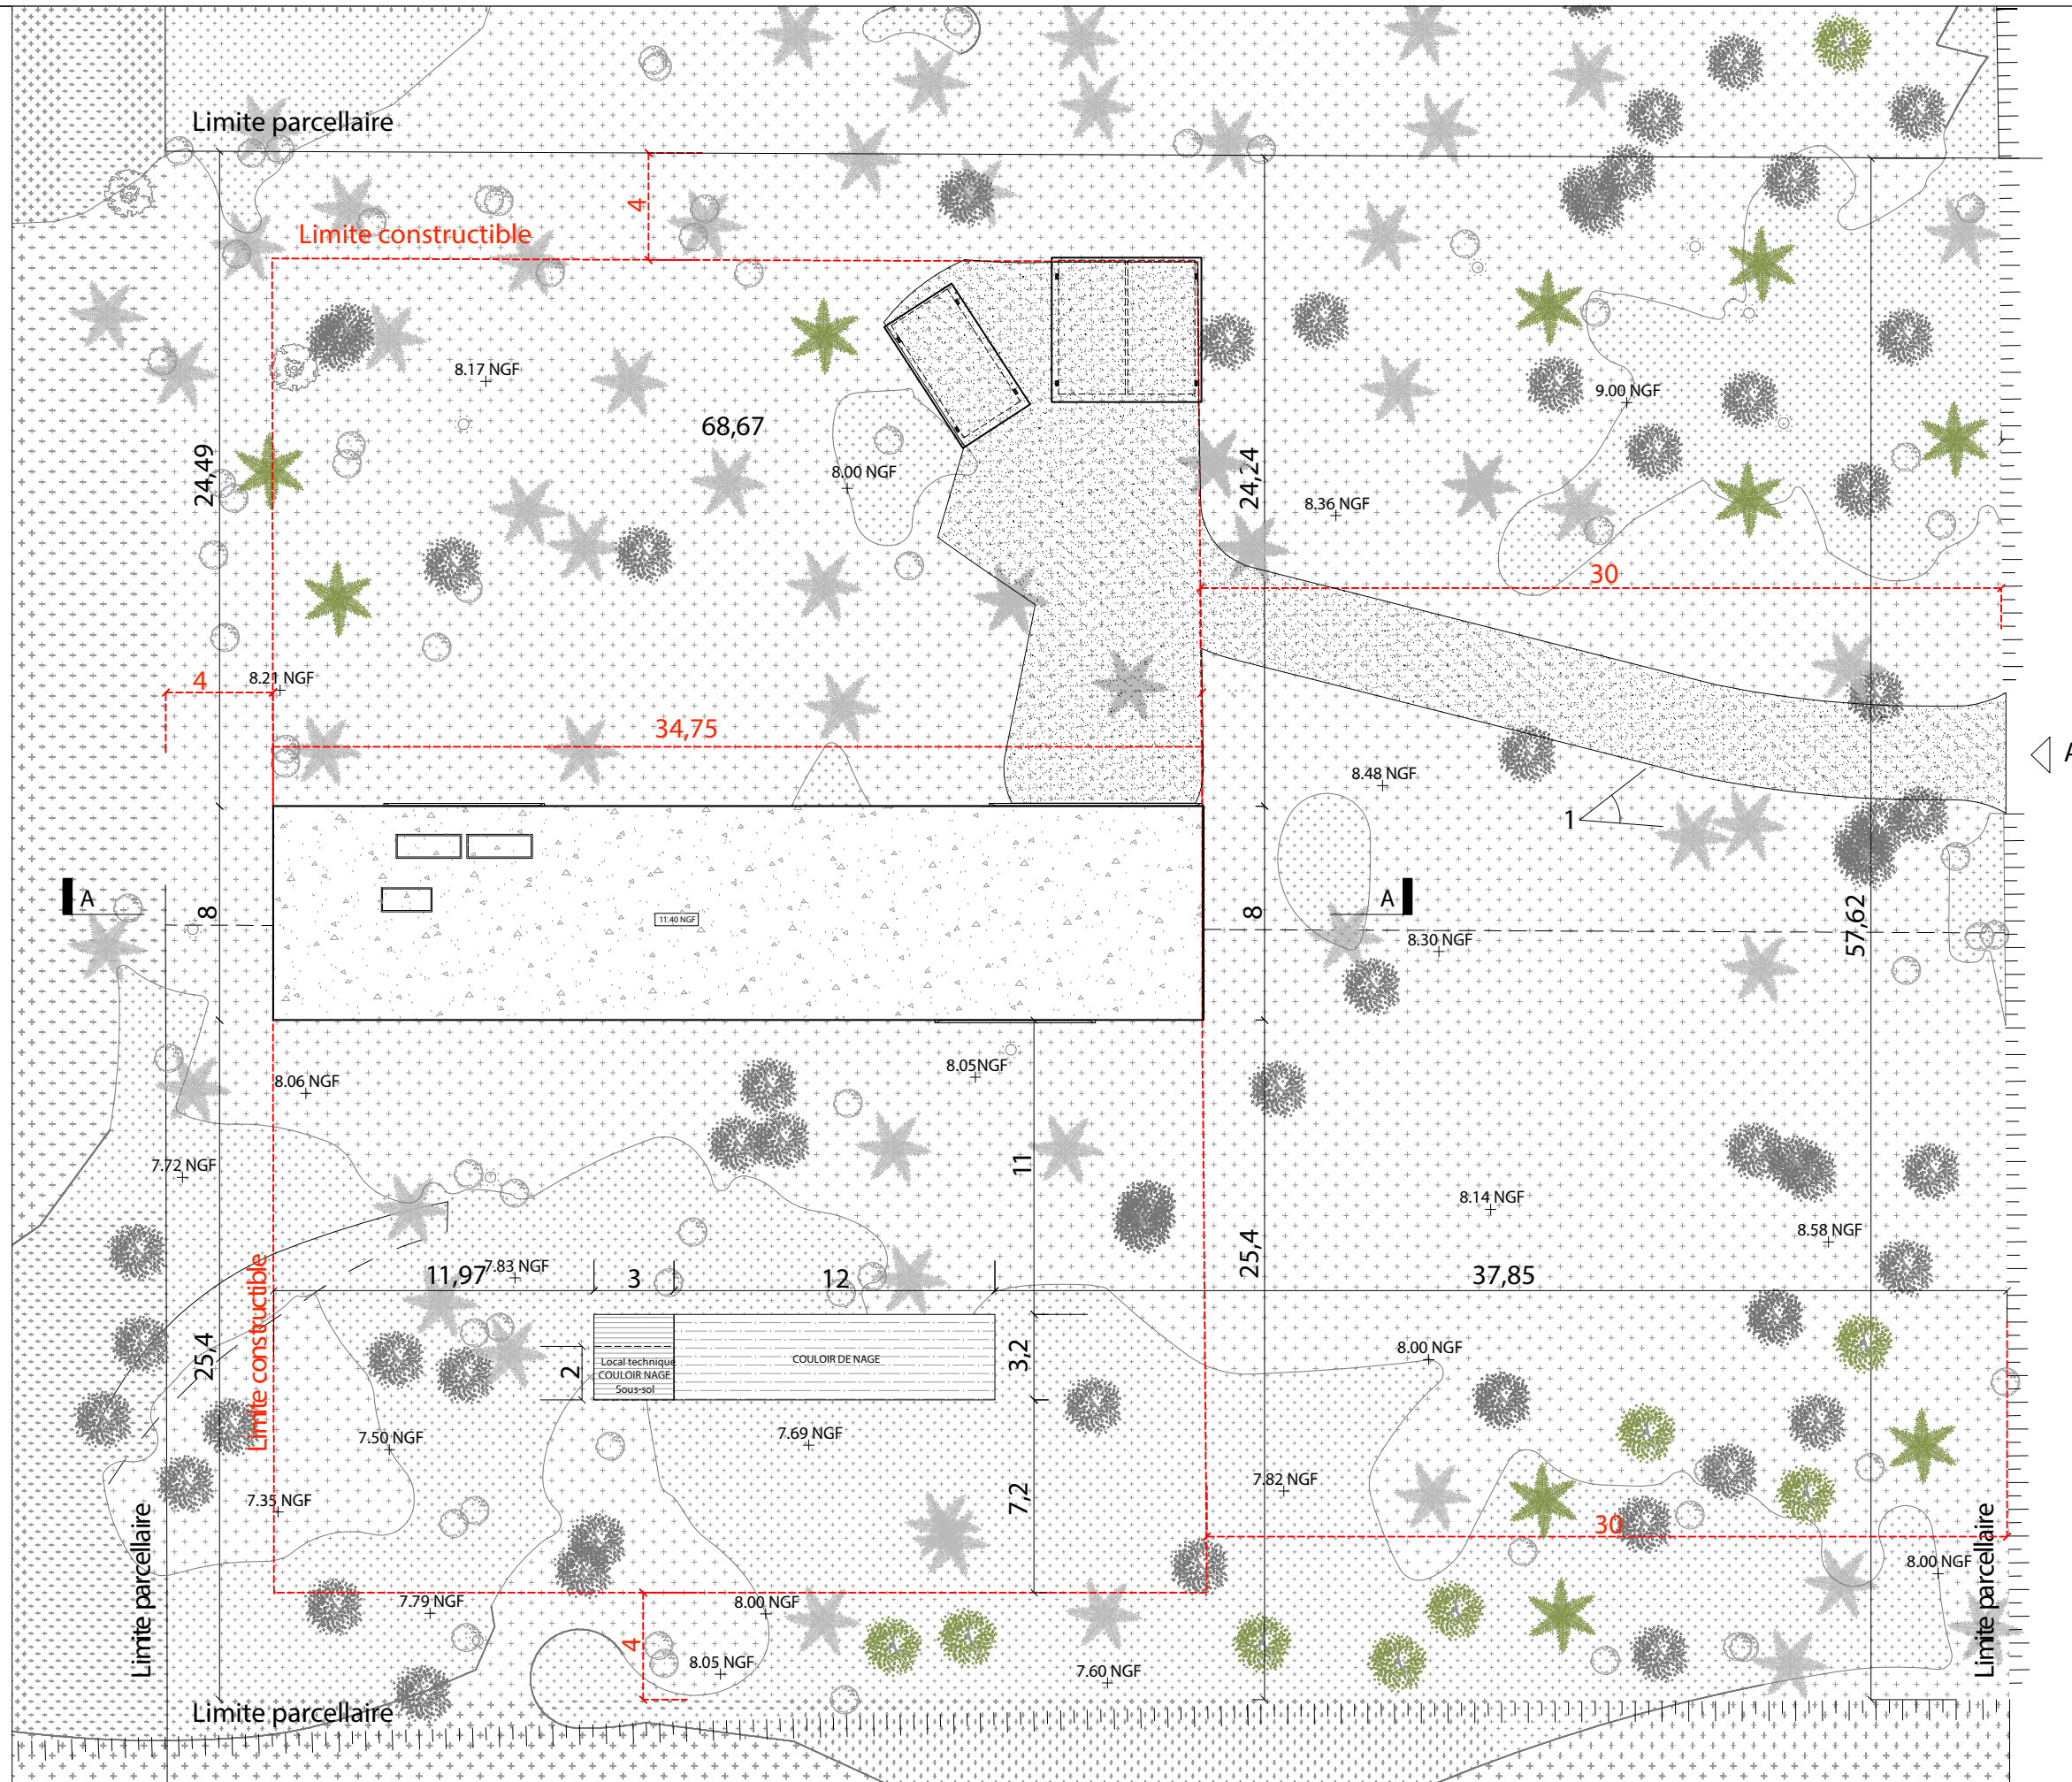 Limite parcellaire
4
Limite constructible
8.17 NGF
9.00 NGF
68,67
24,49
8.00 NGF
24,24
8.36 NGF
30
4
8.21 NGF
34,75
8.48 NGF
A
1
A
8
11.40 NGF
8
A
8.30 NGF
57,62
8.05NGF
8.06 NGF
7.72 NGF
11
8.14 NGF
8.58 NGF
25,4
11,97
7.83 NGF
3
12
37,85
Limite constructible
25,4
2
Local technique
COULOIR NAGE
Sous-sol
COULOIR DE NAGE
3,2
8.00 NGF
7.50 NGF
7.69 NGF
7.35 NGF
7,2
7.82 NGF
30
Limite parcellaire
Limite parcellaire
8.00 NGF
7.79 NGF
8.00 NGF
4
8.05 NGF
7.60 NGF
Limite parcellaire